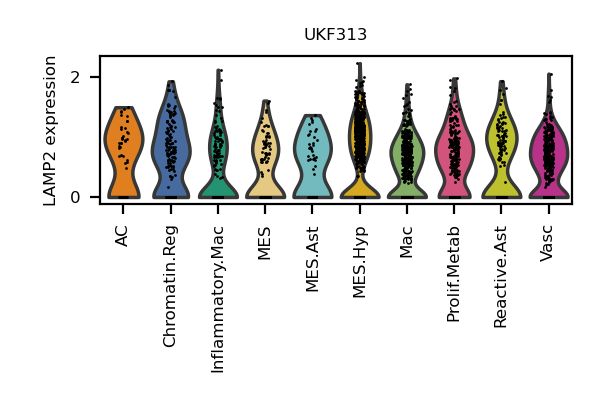 UKF313
LAMP2 expression
2
0
AC
Chromatin.Reg
Inflammatory.Mac
MES
MES.Ast
MES.Hyp
Mac
Prolif.Metab
Reactive.Ast
Vasc